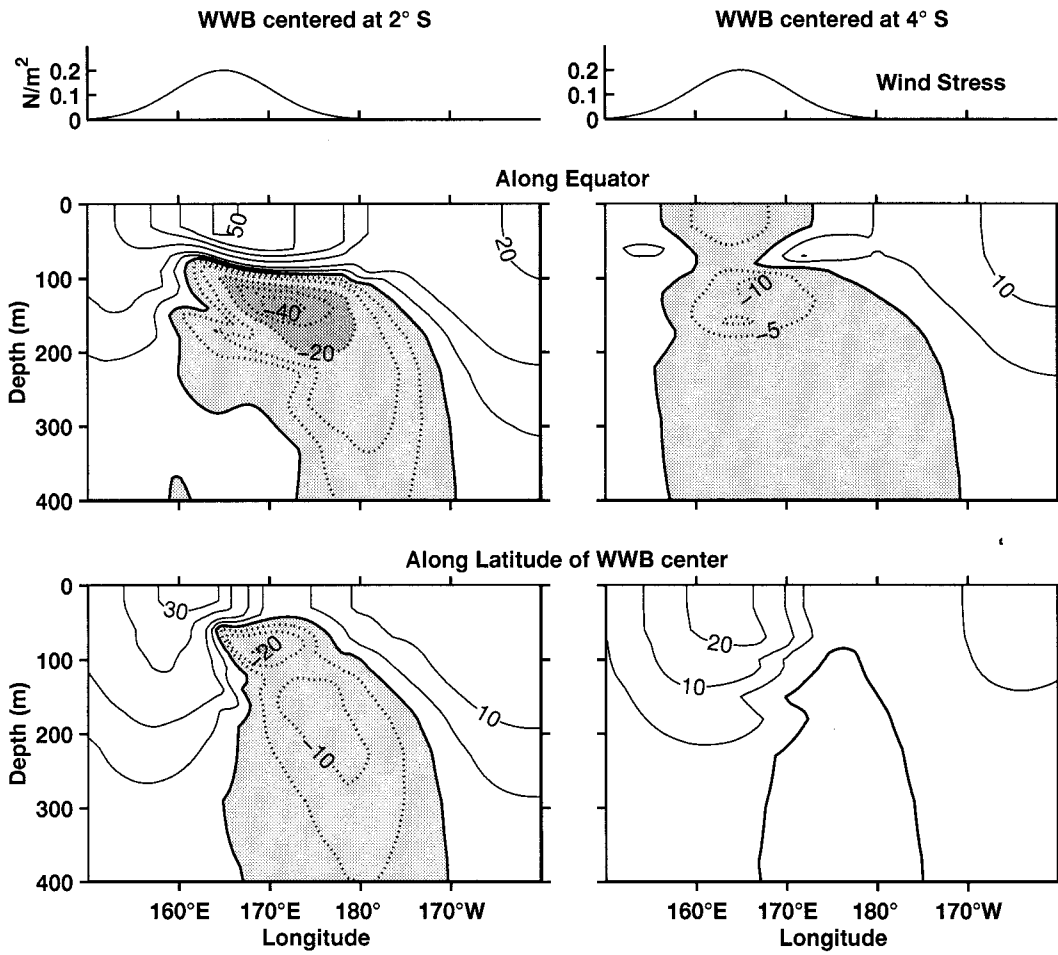 WWB centered at 2° S
WWB centered at 4° S
N/m²
0.2
0.1
0
0.2
0.1
0
Wind Stress
Along Equator
Depth (m)
0
100
200
300
400
50
20
-40
-20
10
-10
-5
Along Latitude of WWB center
Depth (m)
0
100
200
300
400
30
-20
10
-10
20
10
160°E
170°E
180°
170°W
160°E
170°E
180°
170°W
Longitude
Longitude